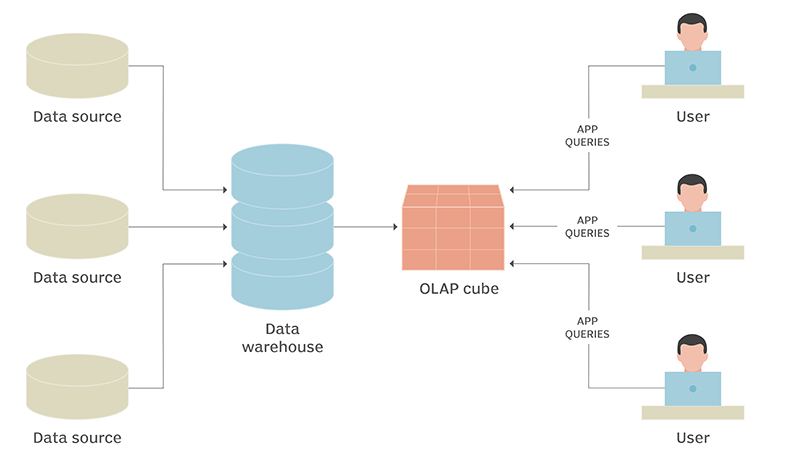 Data source
Data source
Data source
Data
warehouse
OLAP cube
APP
QUERIES
APP
QUERIES
APP
QUERIES
User
User
User